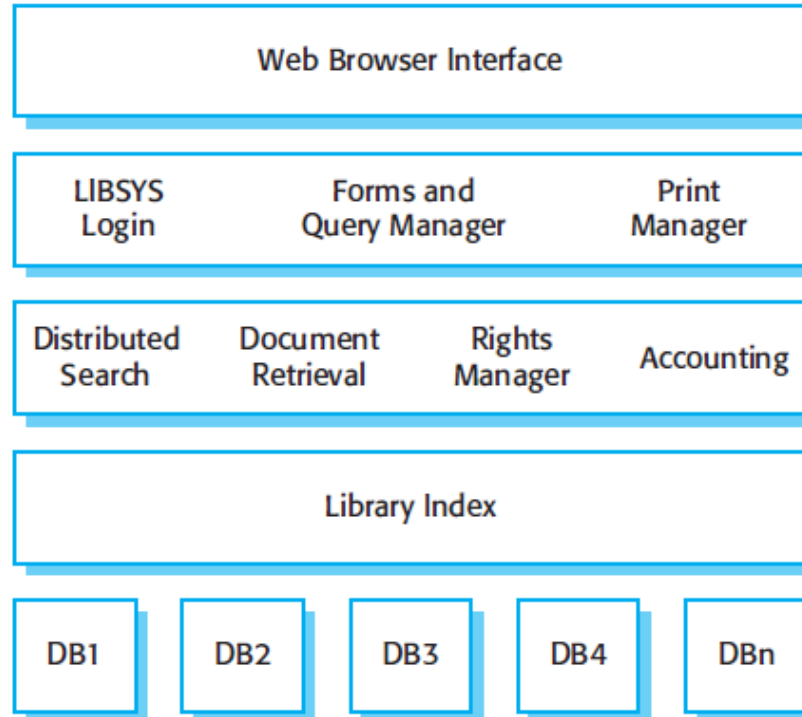 Web Browser Interface
LIBSYS
Login
Forms and
Query Manager
Print
Manager
Distributed
Search
Document
Retrieval
Rights
Manager
Accounting
Library Index
DB1
DB2
DB3
DB4
DBn